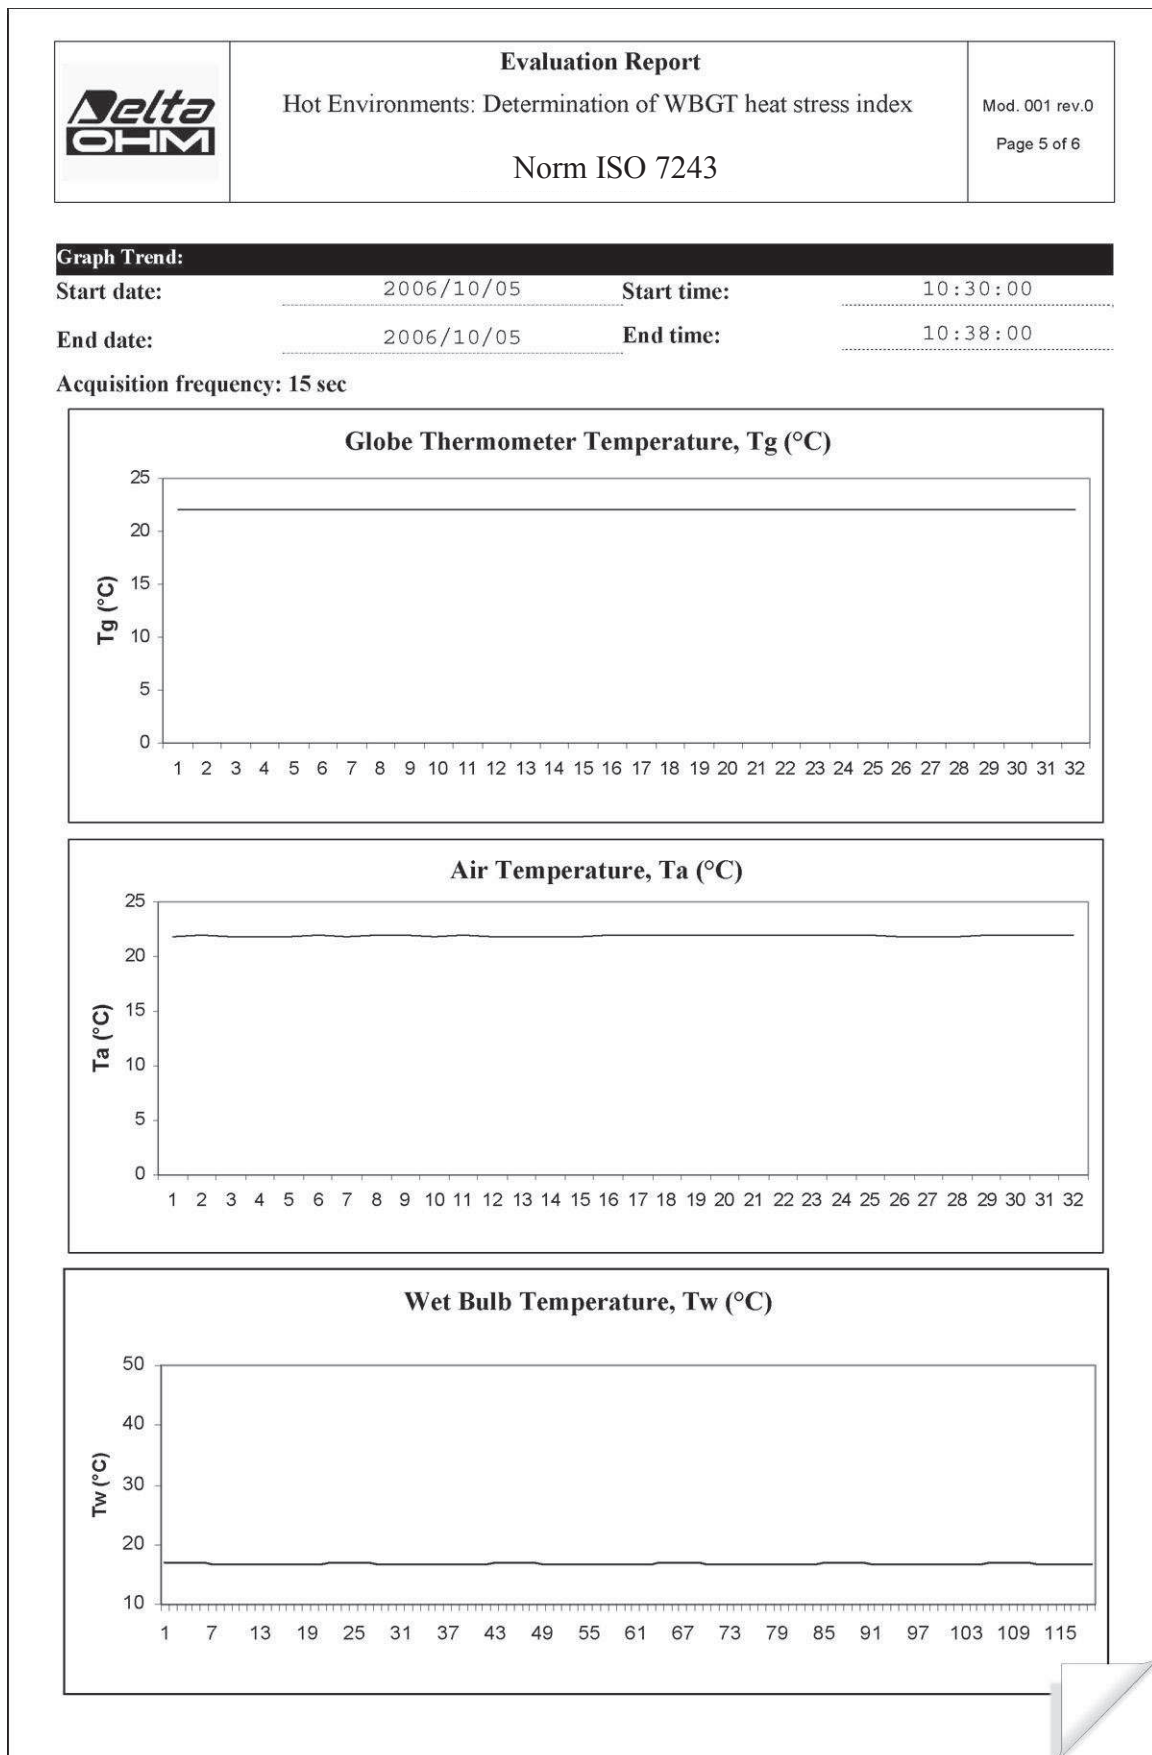 Delta
OHM
Evaluation Report
Hot Environments: Determination of WBGT heat stress index
Norm ISO 7243
Mod. 001 rev.0
Page 5 of 6
Graph Trend:
Start date: 2006/10/05 Start time: 10:30:00
End date: 2006/10/05 End time: 10:38:00
Acquisition frequency: 15 sec
Globe Thermometer Temperature, Tg (°C)
Tg (°C)
25
20
15
10
5
0
1 2 3 4 5 6 7 8 9 10 11 12 13 14 15 16 17 18 19 20 21 22 23 24 25 26 27 28 29 30 31 32
Air Temperature, Ta (°C)
Ta (°C)
25
20
15
10
5
0
1 2 3 4 5 6 7 8 9 10 11 12 13 14 15 16 17 18 19 20 21 22 23 24 25 26 27 28 29 30 31 32
Wet Bulb Temperature, Tw (°C)
Tw (°C)
50
40
30
20
10
1 7 13 19 25 31 37 43 49 55 61 67 73 79 85 91 97 103 109 115